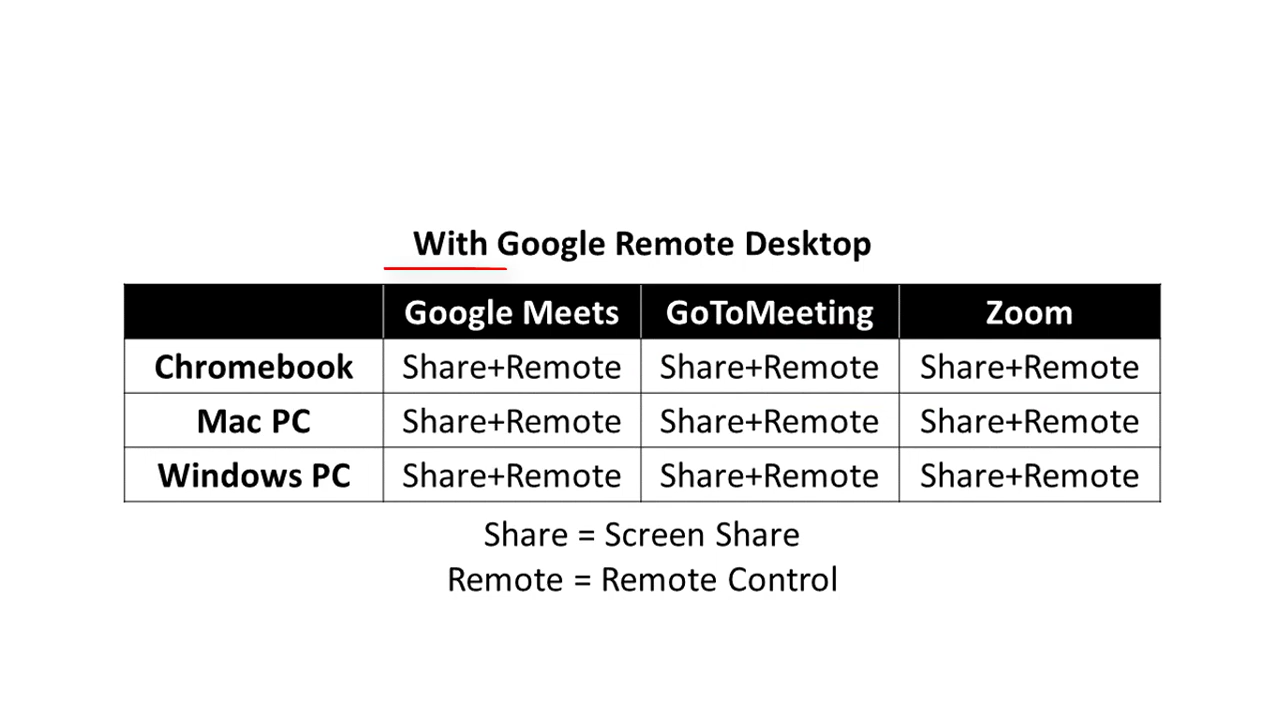 With Google Remote Desktop
Google Meets GoToMeeting Zoom
Chromebook Share+Remote Share+Remote Share+Remote
Mac PC Share+Remote Share+Remote Share+Remote
Windows PC Share+Remote Share+Remote Share+Remote
Share = Screen Share
Remote = Remote Control